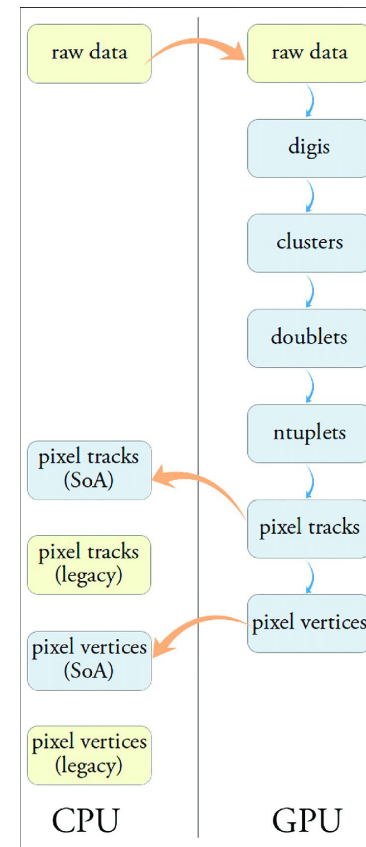 raw data
raw data
digis
clusters
doublets
ntuplets
pixel tracks
(SoA)
pixel tracks
pixel tracks
(legacy)
pixel vertices
pixel vertices
(SoA)
pixel vertices
(legacy)
CPU
GPU